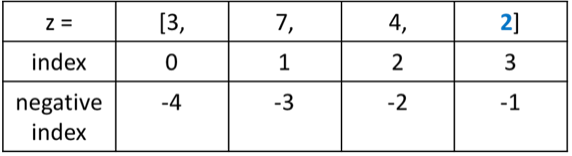 z = [3, 7, 4, 2]
index 0 1 2 3
negative -4 -3 -2 -1
index